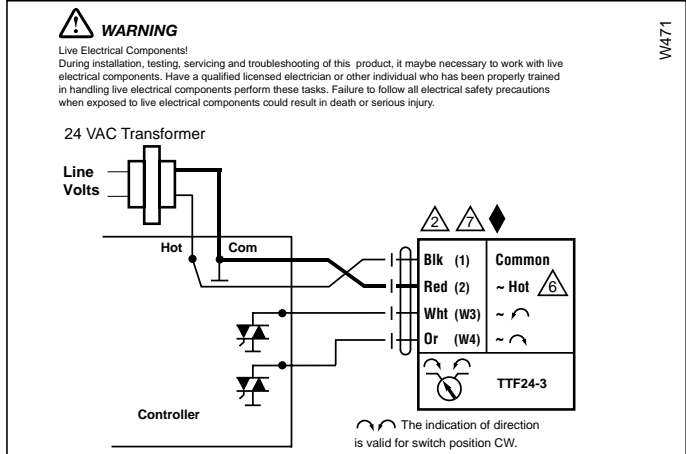 WARNING
Live Electrical Components!
During installation, testing, servicing and troubleshooting of this product, it maybe necessary to work with live
electrical components. Have a qualified licensed electrician or other individual who has been properly trained
in handling live electrical components perform these tasks. Failure to follow all electrical safety precautions
when exposed to live electrical components could result in death or serious injury.
W471
24 VAC Transformer
Line
Volts
Hot
Com
2
7
Blk (1) Common
Red (2) ~ Hot 6
Wht (W3) ~
Or (W4) ~
TTF24-3
Controller
The indication of direction
is valid for switch position CW.